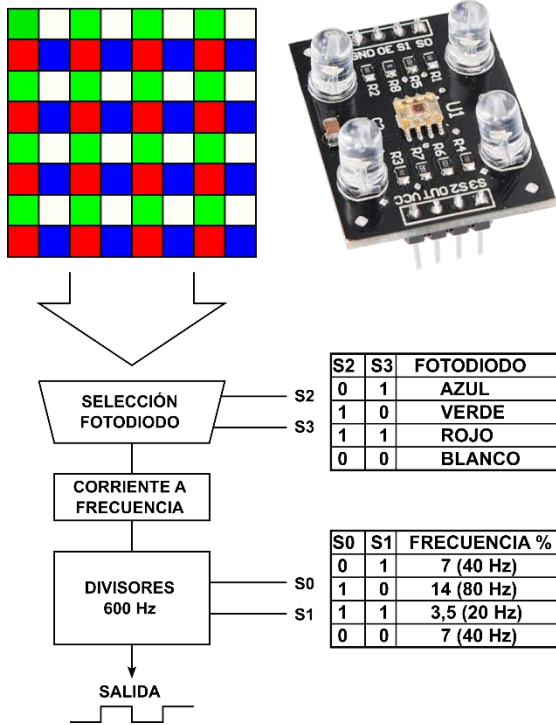 GND OE S1 S0
R2 R8 R5 R1
U1
R3 R7 R6 R4
S3 S2 OUT VCC
SELECCIÓN
FOTODIODO
S2
S3
S2 S3 FOTODIODO
0 1 AZUL
1 0 VERDE
1 1 ROJO
0 0 BLANCO
CORRIENTE A
FRECUENCIA
DIVISORES
600 Hz
S0
S1
S0 S1 FRECUENCIA %
0 1 7 (40 Hz)
1 0 14 (80 Hz)
1 1 3,5 (20 Hz)
0 0 7 (40 Hz)
SALIDA